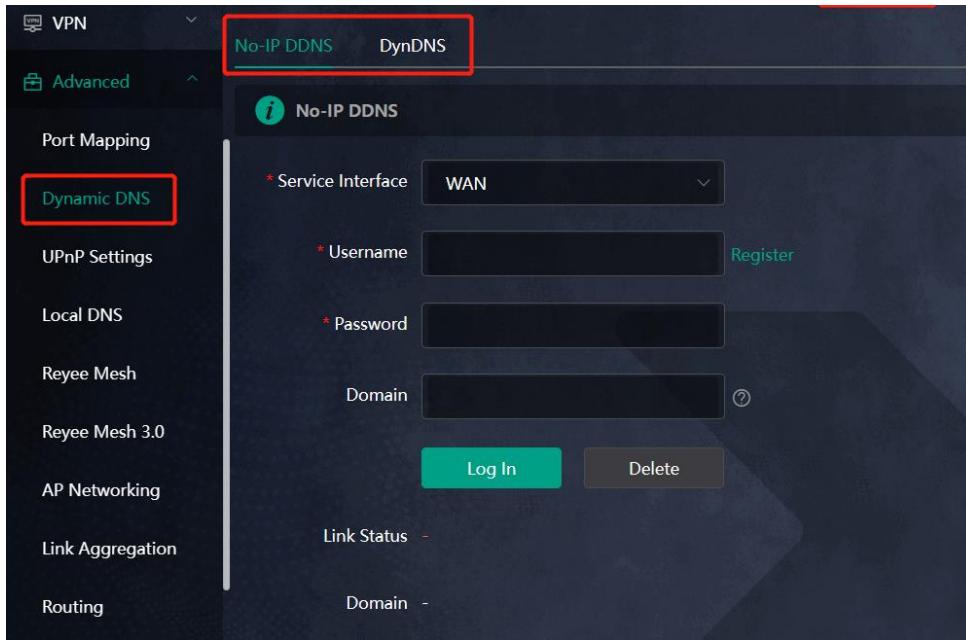 VPN
No-IP DDNS DynDNS
Advanced
No-IP DDNS
Port Mapping
* Service Interface WAN
Dynamic DNS
* Username Register
UPnP Settings
Local DNS
* Password
Reyee Mesh
Domain
Reyee Mesh 3.0
Log In Delete
AP Networking
Link Status -
Link Aggregation
Routing
Domain -